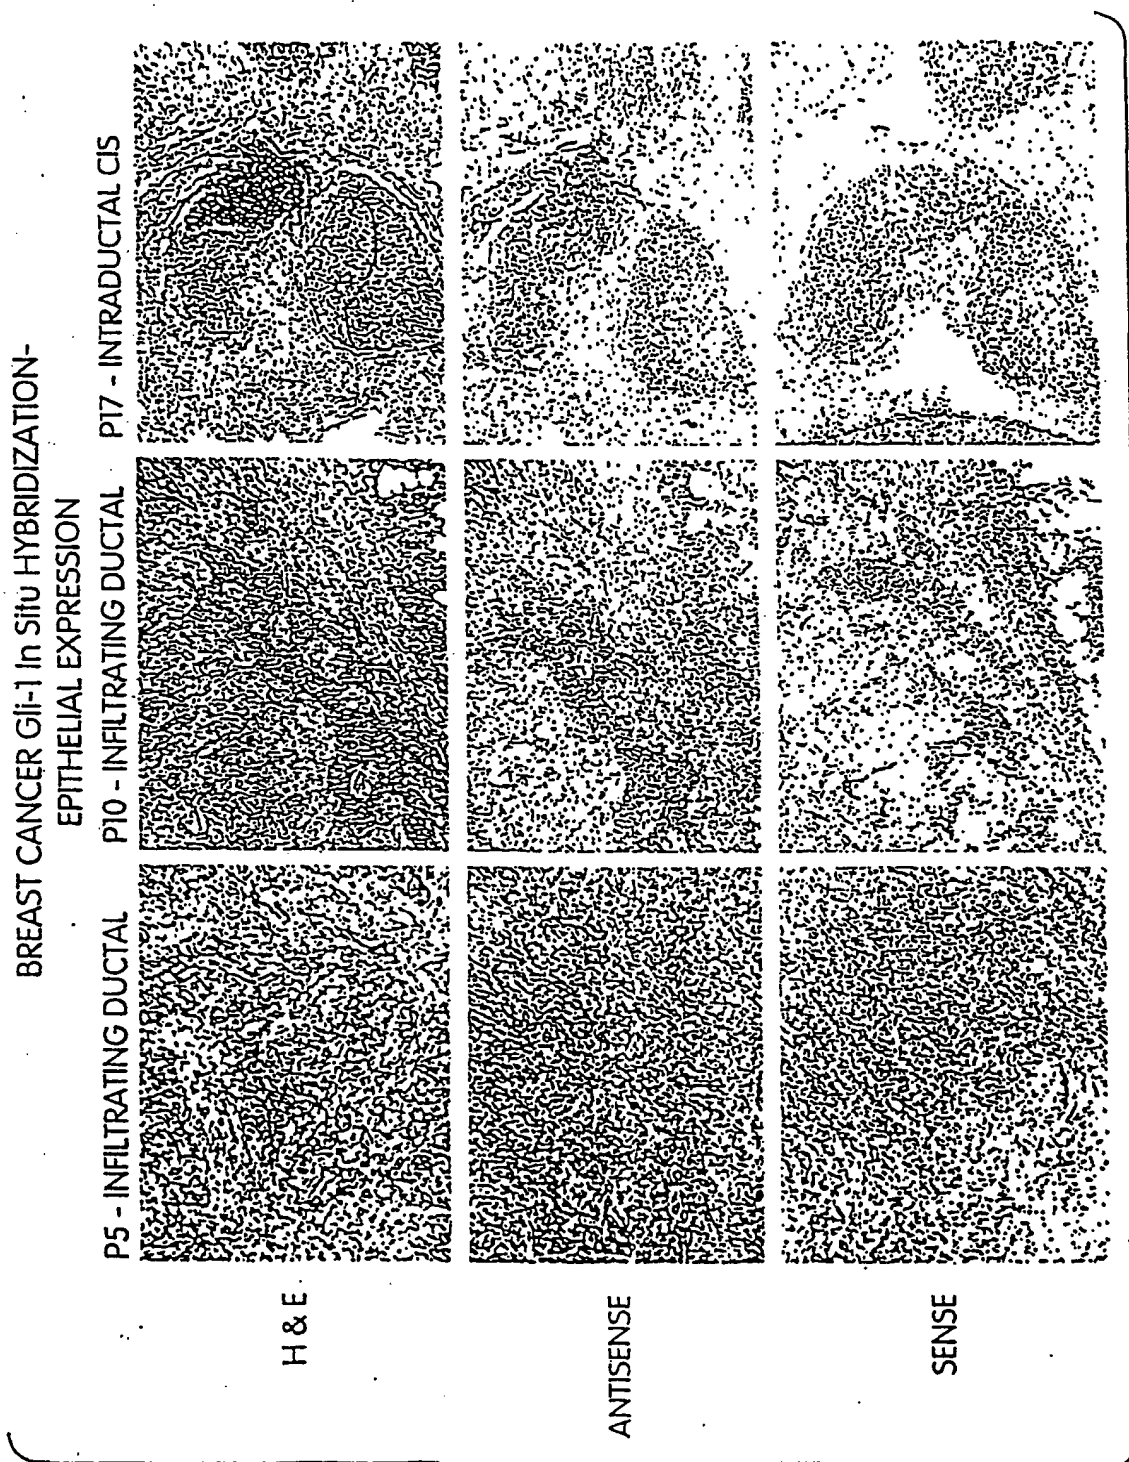 BREAST CANCER Gli-1 In Situ HYBRIDIZATION-
EPITHELIAL EXPRESSION
P5 - INFILTRATING DUCTAL
P10 - INFILTRATING DUCTAL
P17 - INTRADUCTAL CIS
H & E
ANTISENSE
SENSE